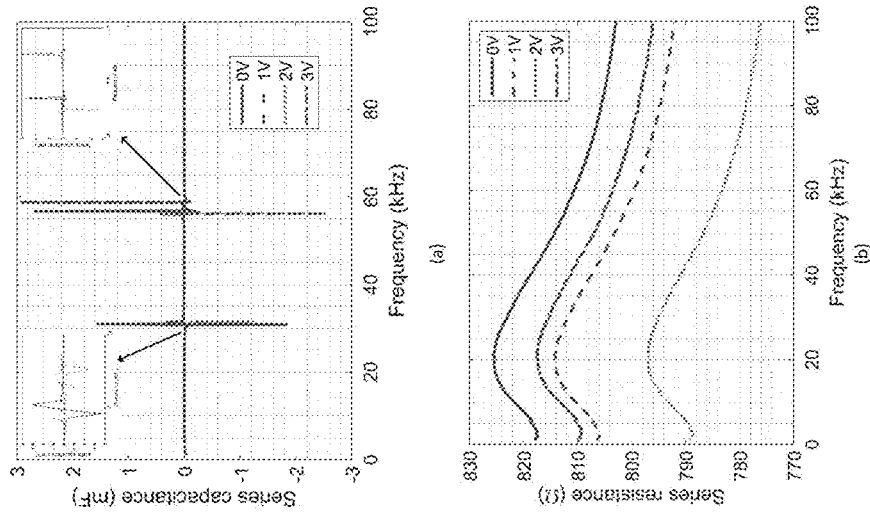 Series capacitance (mF)
3
2
1
0
-1
-2
-3
0V
1V
2V
3V
0 20 40 60 80 100
Frequency (kHz)
(a)
Series resistance (Ω)
830
820
810
800
790
780
770
0V
1V
2V
3V
0 20 40 60 80 100
Frequency (kHz)
(b)